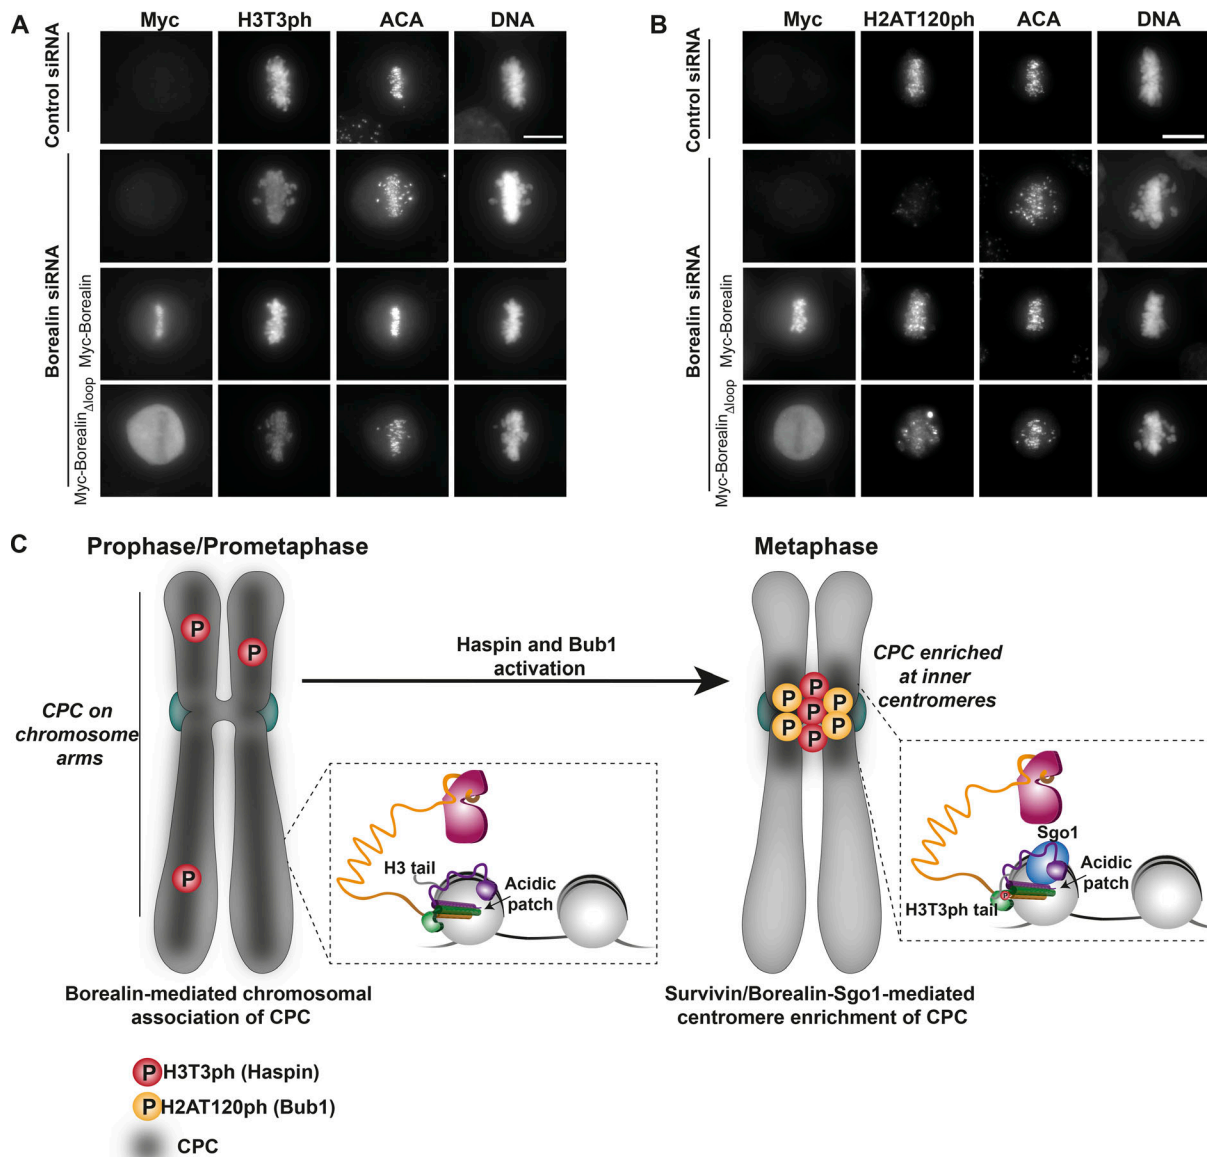 A
Myc
H3T3ph
ACA
DNA
Control siRNA
Borealin siRNA
Myc-Borealin
Myc-BorealinΔloop
B
Myc
H2AT120ph
ACA
DNA
Control siRNA
Borealin siRNA
Myc-Borealin
Myc-BorealinΔloop
C
Prophase/Prometaphase
Metaphase
P
P
P
CPC on
chromosome
arms
Haspin and Bub1
activation
H3 tail
Acidic
patch
P
P
P
P
P
P
P
CPC enriched
at inner
centromeres
Sgo1
Acidic
patch
P
H3T3ph tail
Borealin-mediated chromosomal
association of CPC
Survivin/Borealin-Sgo1-mediated
centromere enrichment of CPC
P H3T3ph (Haspin)
P H2AT120ph (Bub1)
CPC